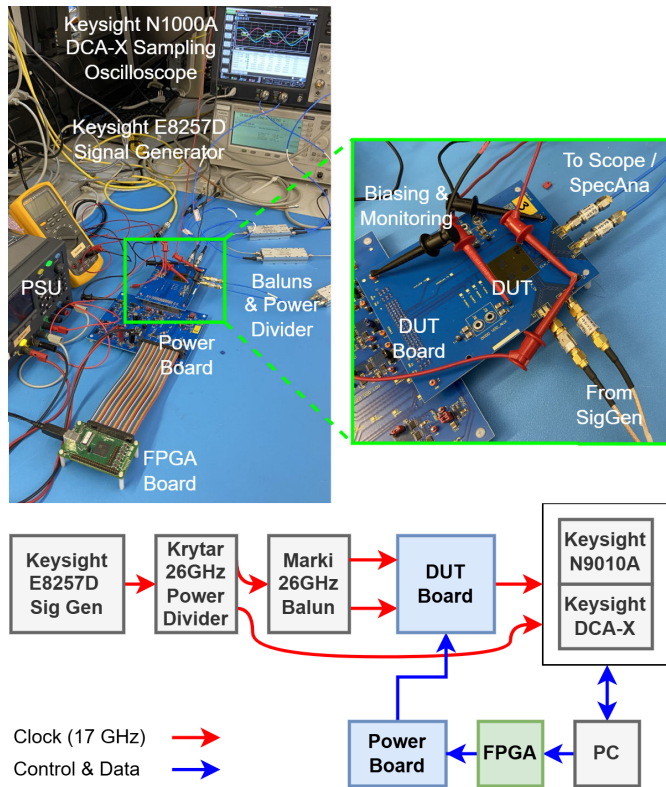 Keysight N1000A
DCA-X Sampling
Oscilloscope
Keysight E8257D
Signal Generator
PSU
Baluns
& Power
Divider
Power
Board
FPGA
Board
To Scope /
SpecAna
Biasing &
Monitoring
3
DUT
DUT
Board
From
SigGen
Keysight
E8257D
Sig Gen
Krytar
26GHz
Power
Divider
Marki
26GHz
Balun
DUT
Board
Keysight
N9010A
Keysight
DCA-X
Clock (17 GHz)
Control & Data
Power
Board
FPGA
PC